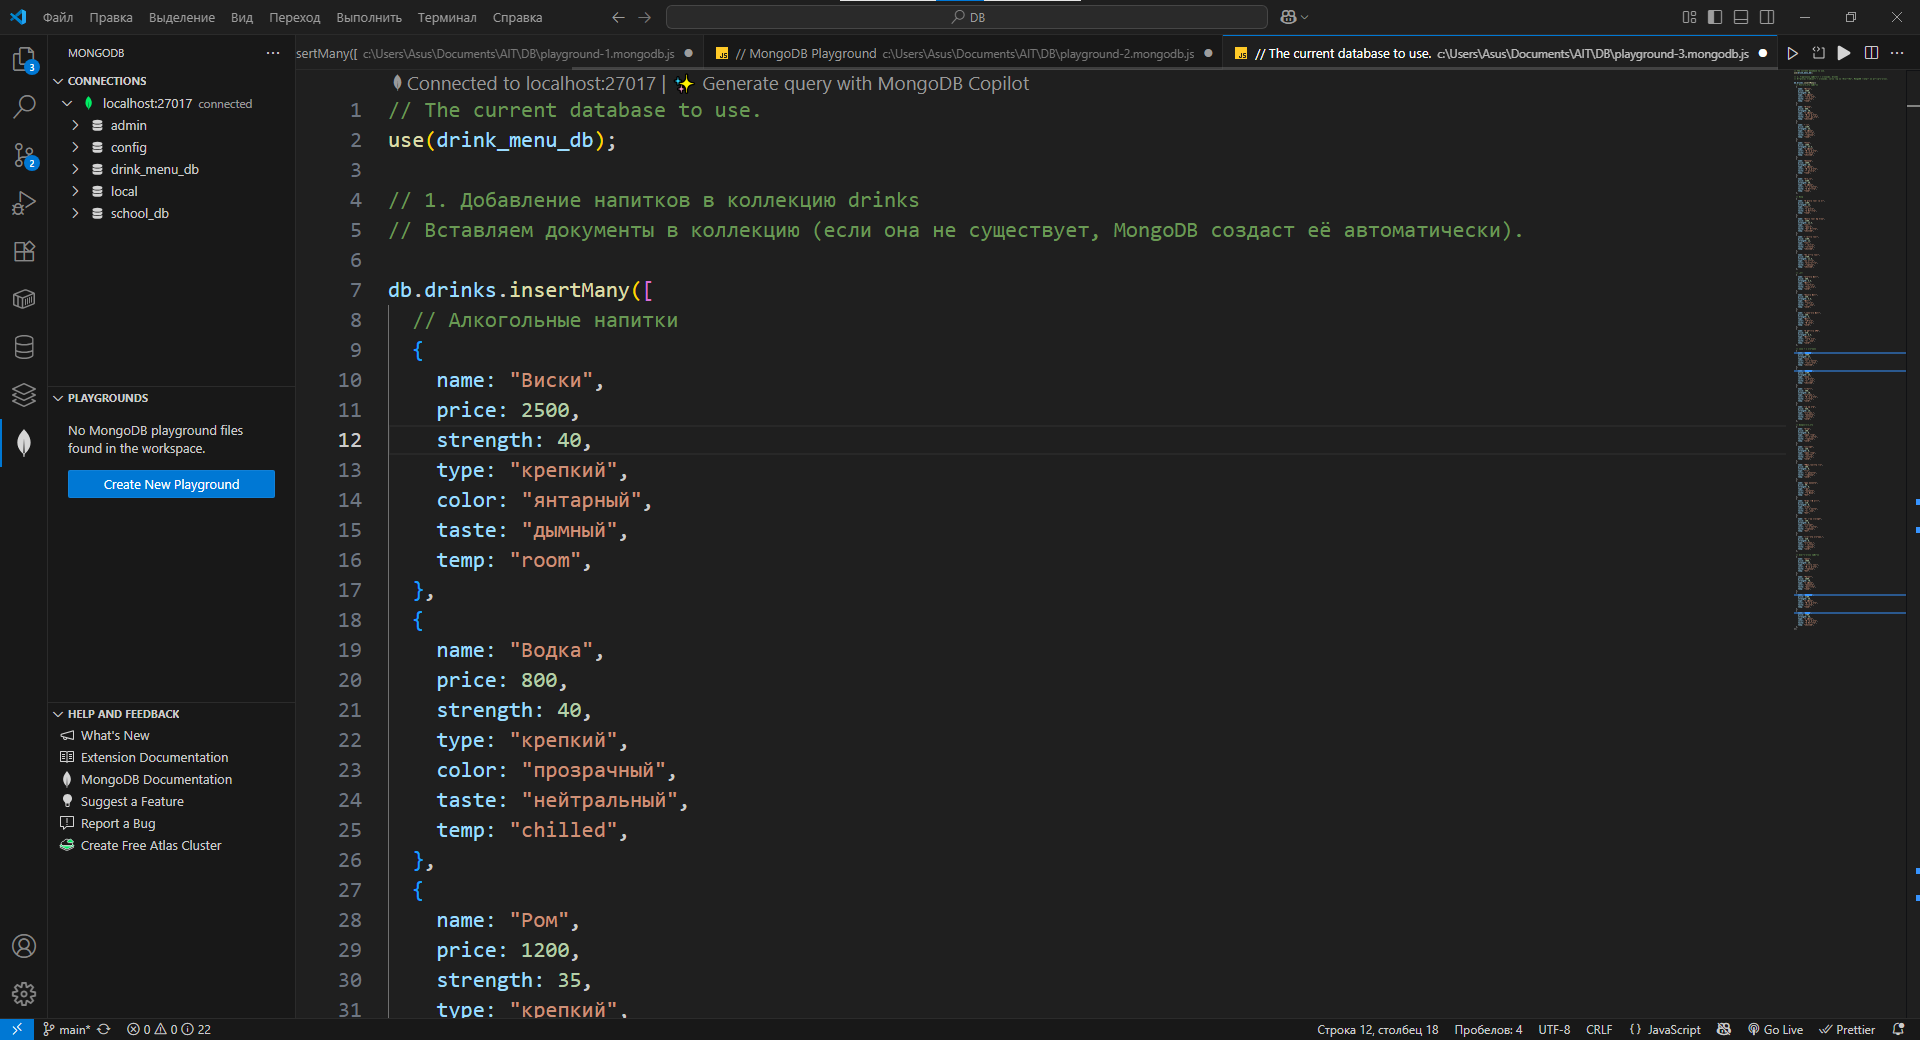 Файл Правка Выделение Вид Переход Выполнить Терминал Справка DB
MONGODB
CONNECTIONS
localhost:27017 connected
admin
config
drink_menu_db
local
school_db
PLAYGROUNDS
No MongoDB playground files
found in the workspace.
Create New Playground
HELP AND FEEDBACK
What's New
Extension Documentation
MongoDB Documentation
Suggest a Feature
Report a Bug
Create Free Atlas Cluster
3
2
sertMany([ c:\Users\Asus\Documents\AIT\DB\playground-1.mongodb.js
JS // MongoDB Playground c:\Users\Asus\Documents\AIT\DB\playground-2.mongodb.js
JS // The current database to use. c:\Users\Asus\Documents\AIT\DB\playground-3.mongodb.js
Connected to localhost:27017 | ✨ Generate query with MongoDB Copilot
1 // The current database to use.
2 use(drink_menu_db);
3
4 // 1. Добавление напитков в коллекцию drinks
5 // Вставляем документы в коллекцию (если она не существует, MongoDB создаст её автоматически).
6
7 db.drinks.insertMany([
8 // Алкогольные напитки
9 {
10 name: "Виски",
11 price: 2500,
12 strength: 40,
13 type: "крепкий",
14 color: "янтарный",
15 taste: "дымный",
16 temp: "room",
17 },
18 {
19 name: "Водка",
20 price: 800,
21 strength: 40,
22 type: "крепкий",
23 color: "прозрачный",
24 taste: "нейтральный",
25 temp: "chilled",
26 },
27 {
28 name: "Ром",
29 price: 1200,
30 strength: 35,
31 type: "крепкий",
main* 0 0 22 Строка 12, столбец 18 Пробелов: 4 UTF-8 CRLF {} JavaScript Go Live Prettier